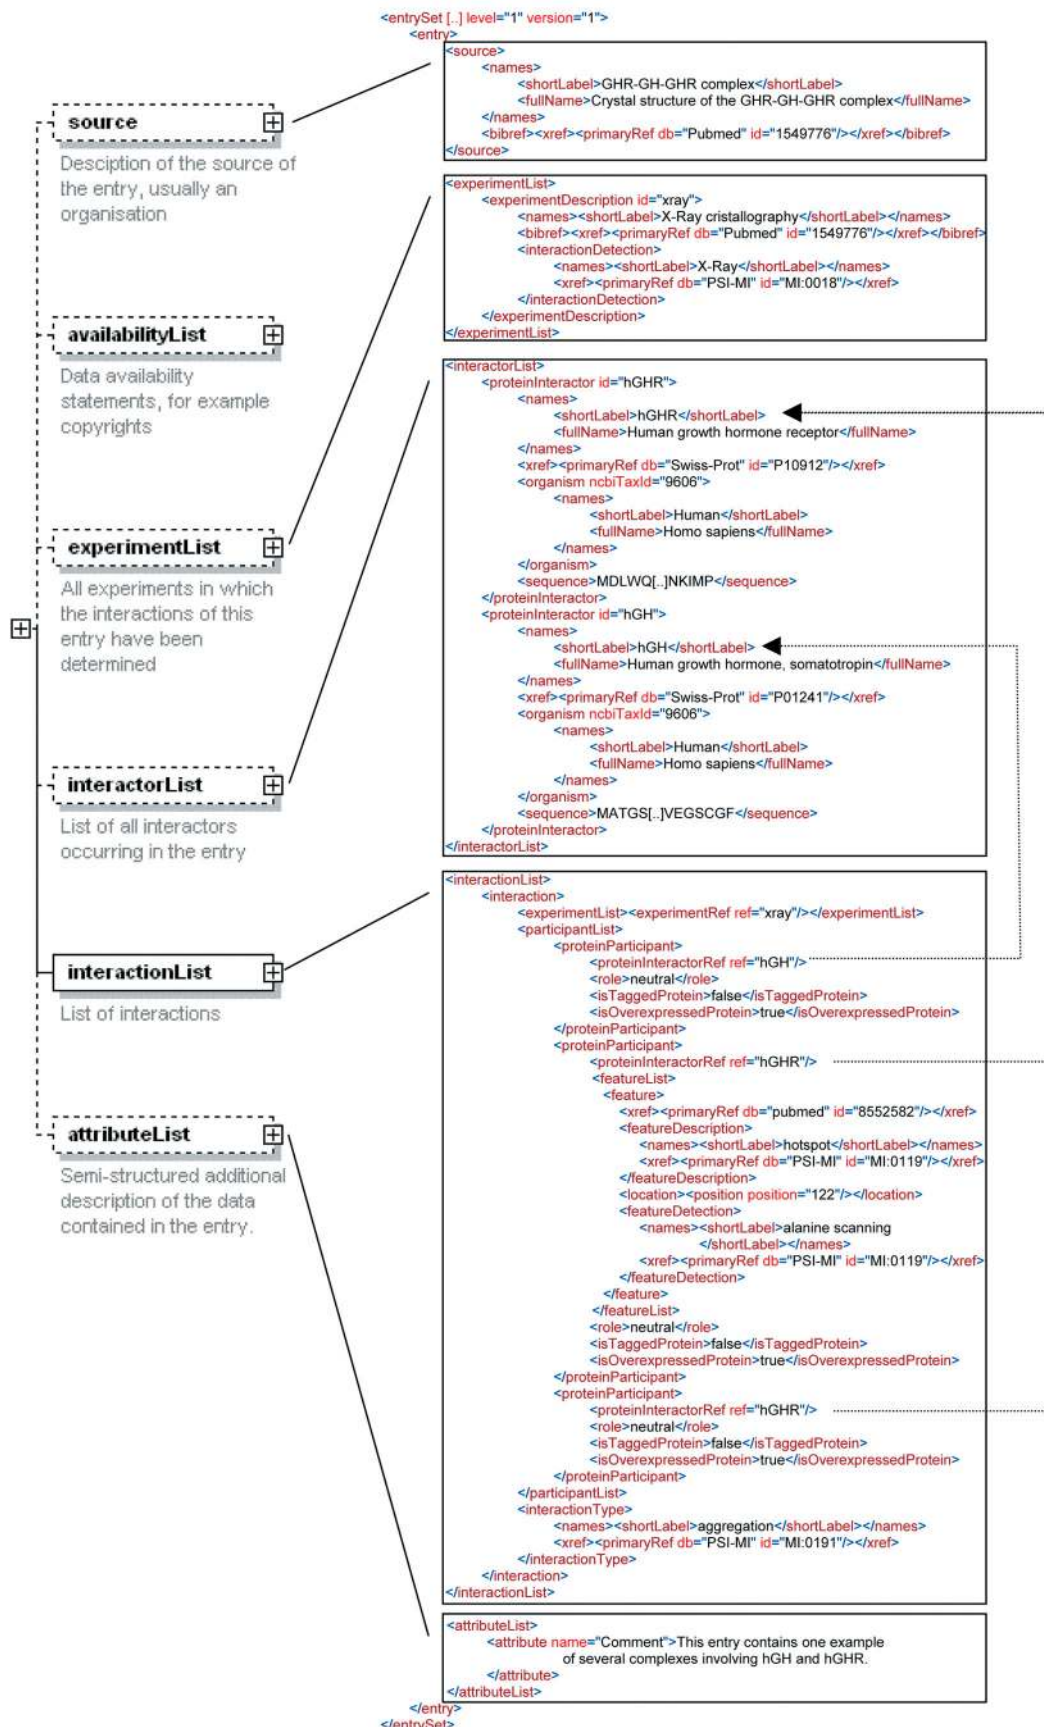 <entrySet [..] level="1" version="1">
<entry>
source
Desciption of the source of
the entry, usually an
organisation
availabilityList
Data availability
statements, for example
copyrights
experimentList
All experiments in which
the interactions of this
entry have been
determined
interactorList
List of all interactors
occurring in the entry
interactionList
List of interactions
attributeList
Semi-structured additional
description of the data
contained in the entry.
<source>
<names>
<shortLabel>GHR-GH-GHR complex</shortLabel>
<fullName>Crystal structure of the GHR-GH-GHR complex</fullName>
</names>
<bibref><xref><primaryRef db="Pubmed" id="1549776"/></xref></bibref>
</source>
<experimentList>
<experimentDescription id="xray">
<names><shortLabel>X-Ray cristallography</shortLabel></names>
<bibref><xref><primaryRef db="Pubmed" id="1549776"/></xref></bibref>
<interactionDetection>
<names><shortLabel>X-Ray</shortLabel></names>
<xref><primaryRef db="PSI-MI" id="MI:0018"/></xref>
</interactionDetection>
</experimentDescription>
</experimentList>
<interactorList>
<proteinInteractor id="hGHR">
<names>
<shortLabel>hGHR</shortLabel>
<fullName>Human growth hormone receptor</fullName>
</names>
<xref><primaryRef db="Swiss-Prot" id="P10912"/></xref>
<organism ncbiTaxId="9606">
<names>
<shortLabel>Human</shortLabel>
<fullName>Homo sapiens</fullName>
</names>
</organism>
<sequence>MDLWQ[..]NKIMP</sequence>
</proteinInteractor>
<proteinInteractor id="hGH">
<names>
<shortLabel>hGH</shortLabel>
<fullName>Human growth hormone, somatotropin</fullName>
</names>
<xref><primaryRef db="Swiss-Prot" id="P01241"/></xref>
<organism ncbiTaxId="9606">
<names>
<shortLabel>Human</shortLabel>
<fullName>Homo sapiens</fullName>
</names>
</organism>
<sequence>MATGS[..]VEGSCGF</sequence>
</proteinInteractor>
</interactorList>
<interactionList>
<interaction>
<experimentList><experimentRef ref="xray"/></experimentList>
<participantList>
<proteinParticipant>
<proteinInteractorRef ref="hGH"/>
<role>neutral</role>
<isTaggedProtein>false</isTaggedProtein>
<isOverexpressedProtein>true</isOverexpressedProtein>
</proteinParticipant>
<proteinParticipant>
<proteinInteractorRef ref="hGHR"/>
<featureList>
<feature>
<xref><primaryRef db="pubmed" id="8552582"/></xref>
<featureDescription>
<names><shortLabel>hotspot</shortLabel></names>
<xref><primaryRef db="PSI-MI" id="MI:0119"/></xref>
</featureDescription>
<location><position position="122"/></location>
<featureDetection>
<names><shortLabel>alanine scanning
</shortLabel></names>
<xref><primaryRef db="PSI-MI" id="MI:0119"/></xref>
</featureDetection>
</feature>
</featureList>
<role>neutral</role>
<isTaggedProtein>false</isTaggedProtein>
<isOverexpressedProtein>true</isOverexpressedProtein>
</proteinParticipant>
<proteinParticipant>
<proteinInteractorRef ref="hGHR"/>
<role>neutral</role>
<isTaggedProtein>false</isTaggedProtein>
<isOverexpressedProtein>true</isOverexpressedProtein>
</proteinParticipant>
</participantList>
<interactionType>
<names><shortLabel>aggregation</shortLabel></names>
<xref><primaryRef db="PSI-MI" id="MI:0191"/></xref>
</interactionType>
</interaction>
</interactionList>
<attributeList>
<attribute name="Comment">This entry contains one example
of several complexes involving hGH and hGHR.
</attribute>
</attributeList>
</entry>
</entrySet>